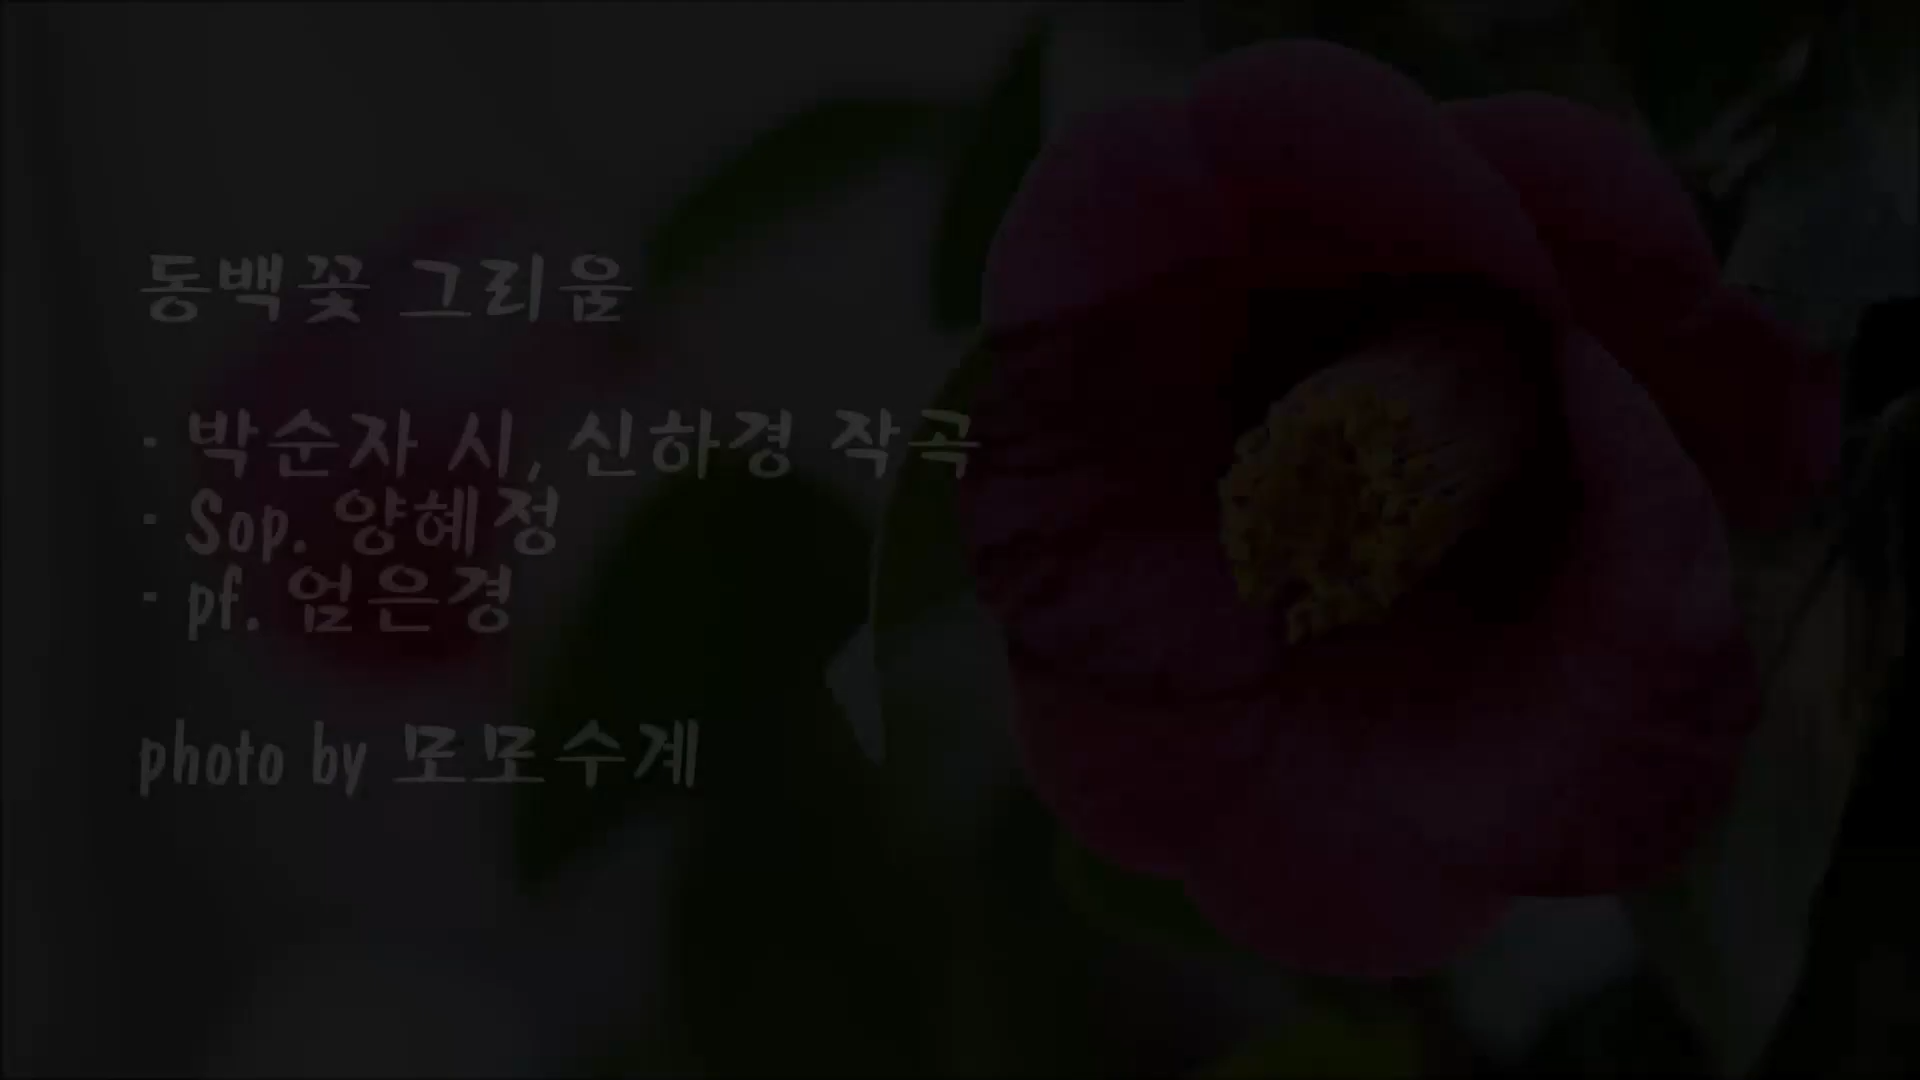 동백꽃 그리움
· 박순자 시, 신하경 작곡
· Sop. 양혜정
· pf. 엄은경
photo by 모모수계